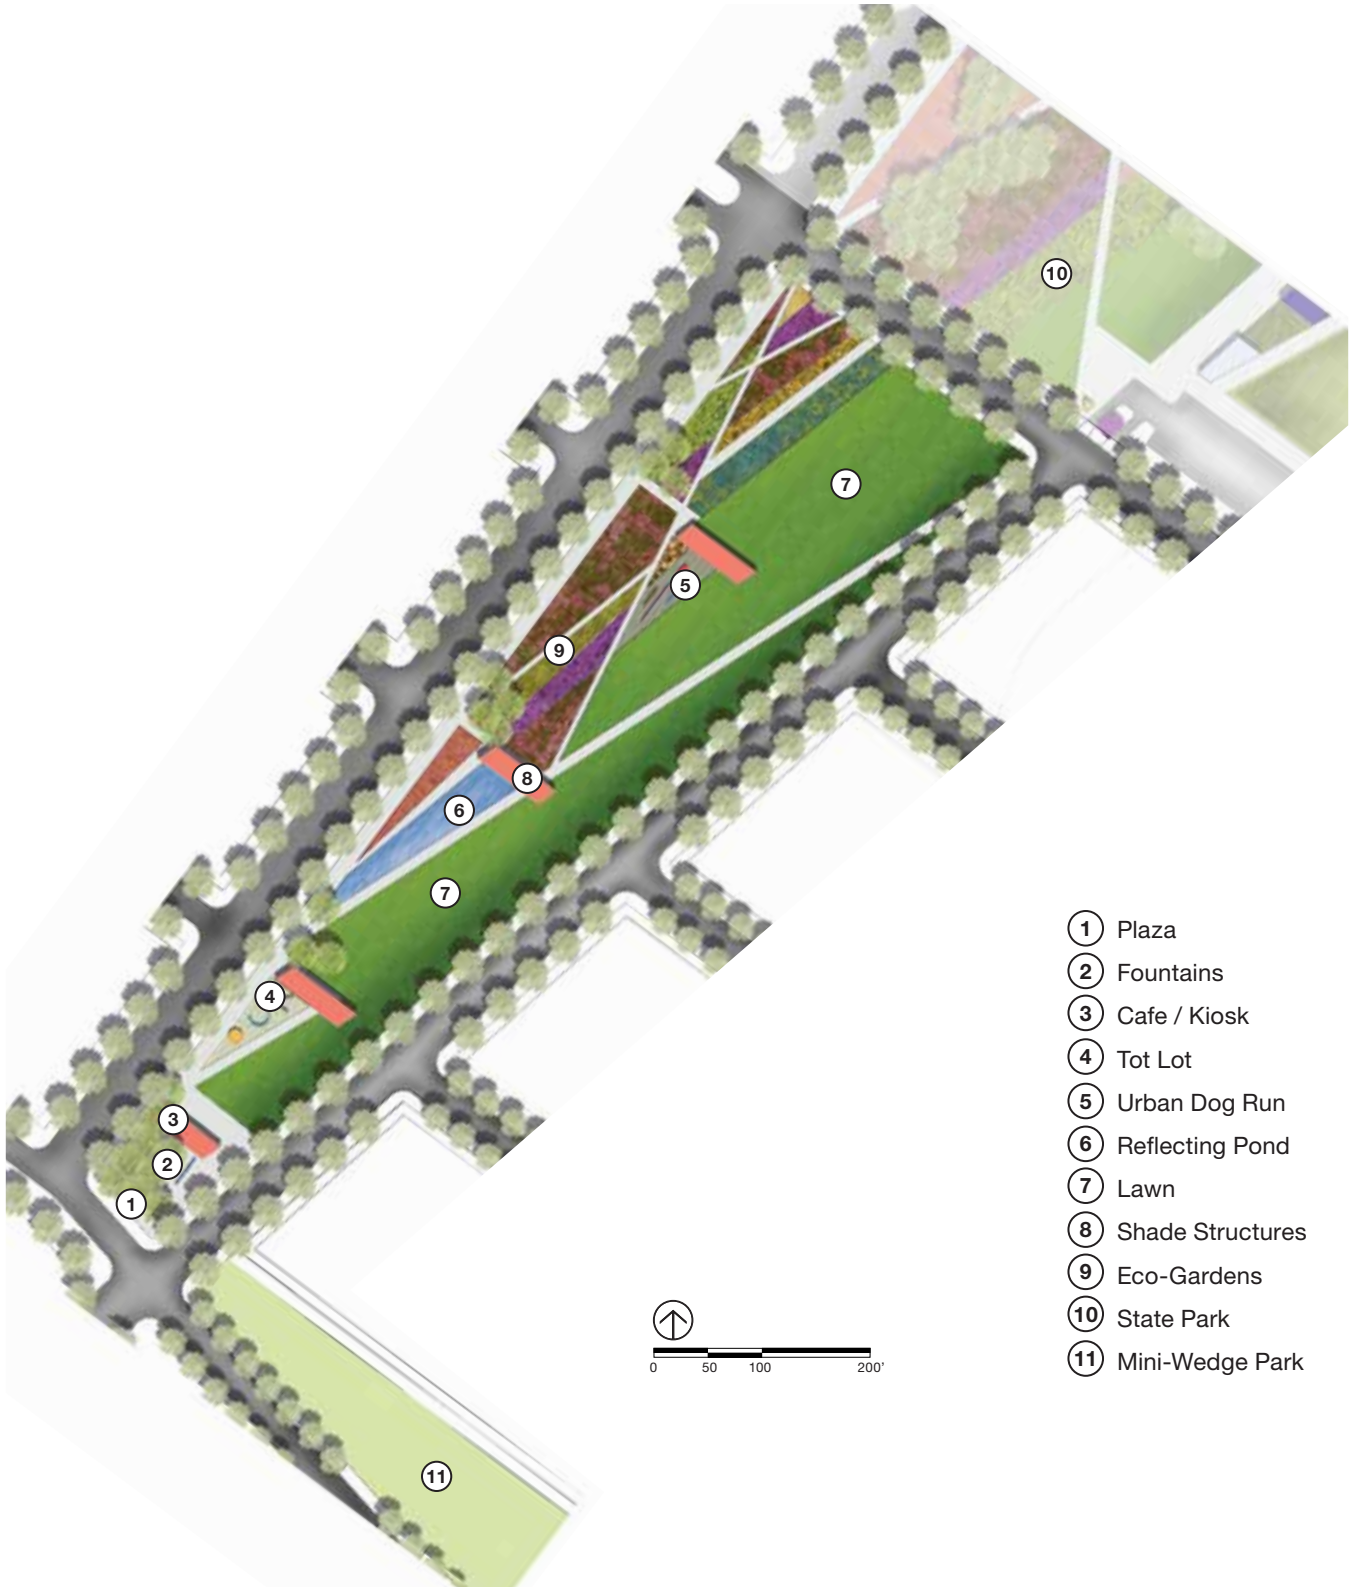 10
7
5
9
8
6
7
4
3
2
1
11
1 Plaza
2 Fountains
3 Cafe / Kiosk
4 Tot Lot
5 Urban Dog Run
6 Reflecting Pond
7 Lawn
8 Shade Structures
9 Eco-Gardens
10 State Park
11 Mini-Wedge Park
0 50 100 200'